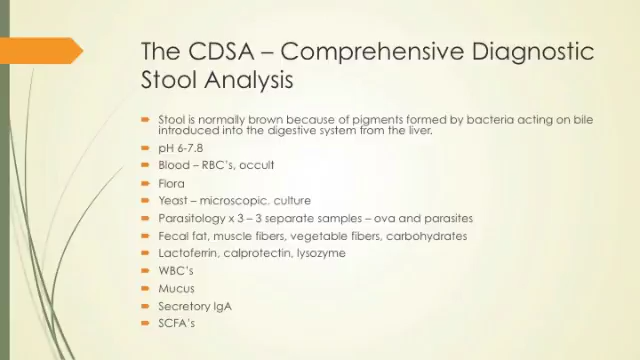 The CDSA – Comprehensive Diagnostic
Stool Analysis
Stool is normally brown because of pigments formed by bacteria acting on bile
introduced into the digestive system from the liver.
pH 6-7.8
Blood – RBC's, occult
Flora
Yeast – microscopic, culture
Parasitology x 3 – 3 separate samples – ova and parasites
Fecal fat, muscle fibers, vegetable fibers, carbohydrates
Lactoferrin, calprotectin, lysozyme
WBC's
Mucus
Secretory IgA
SCFA's